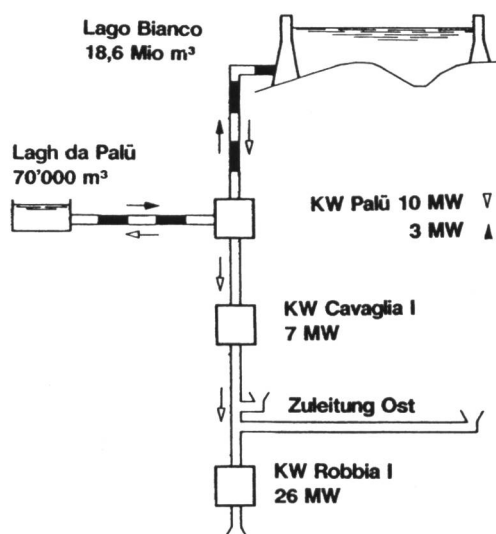 Lago Bianco
18,6 Mio m³
Lagh da Palü
70'000 m³
KW Palü 10 MW
3 MW
KW Cavaglia I
7 MW
Zuleitung Ost
KW Robbia I
26 MW